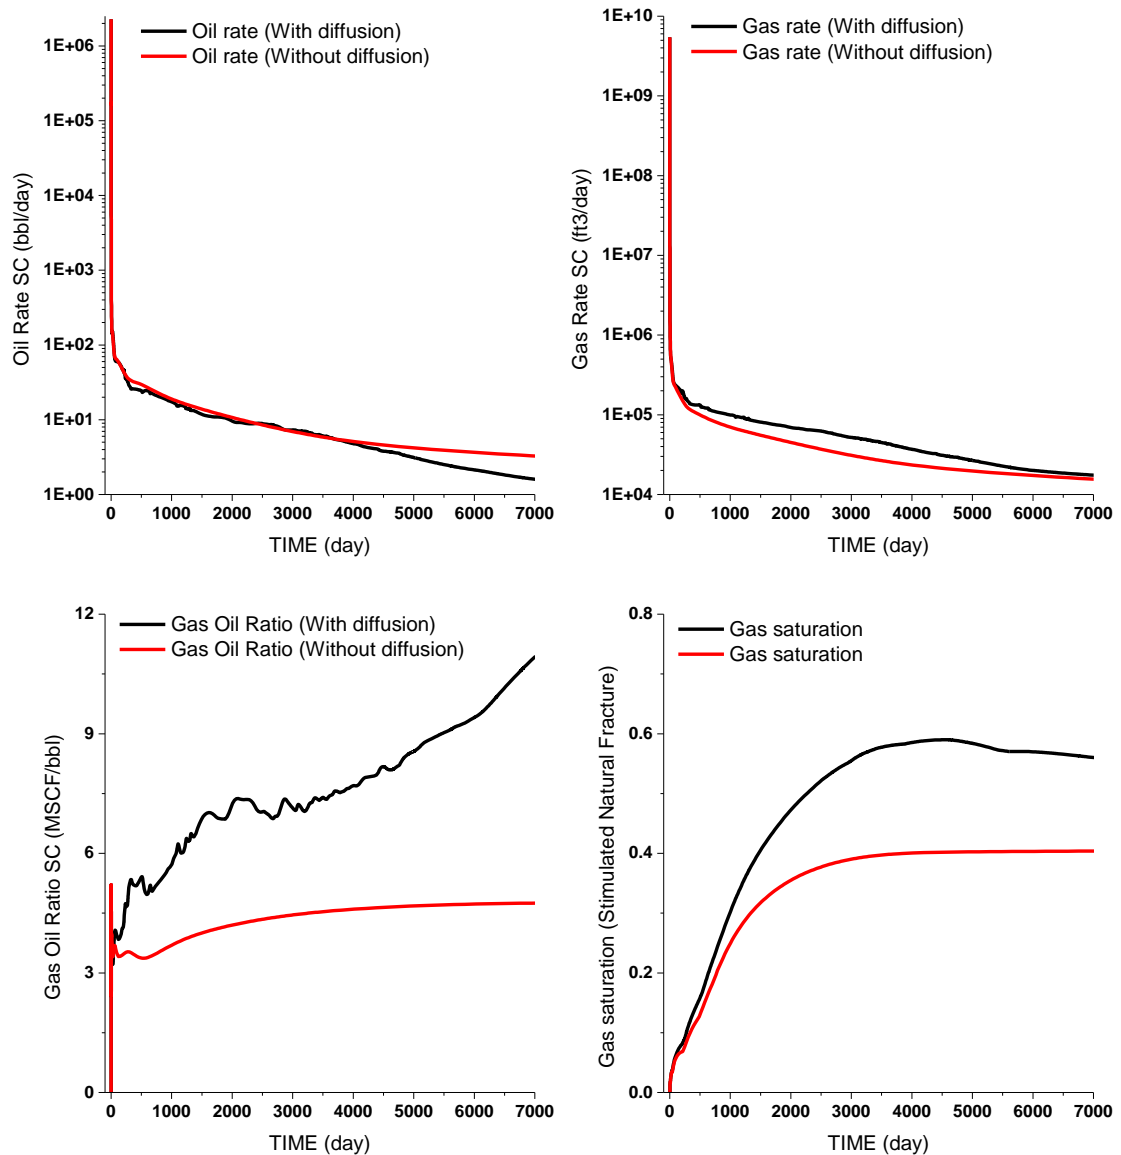 Oil rate (With diffusion)
Oil rate (Without diffusion)
1E+06
1E+05
1E+04
1E+03
1E+02
1E+01
1E+00
Oil Rate SC (bbl/day)
0 1000 2000 3000 4000 5000 6000 7000
TIME (day)
Gas rate (With diffusion)
Gas rate (Without diffusion)
1E+10
1E+09
1E+08
1E+07
1E+06
1E+05
1E+04
Gas Rate SC (ft3/day)
0 1000 2000 3000 4000 5000 6000 7000
TIME (day)
Gas Oil Ratio (With diffusion)
Gas Oil Ratio (Without diffusion)
12
9
6
3
0
Gas Oil Ratio SC (MSCF/bbl)
0 1000 2000 3000 4000 5000 6000 7000
TIME (day)
Gas saturation
Gas saturation
0.8
0.6
0.4
0.2
0.0
Gas saturation (Stimulated Natural Fracture)
0 1000 2000 3000 4000 5000 6000 7000
TIME (day)